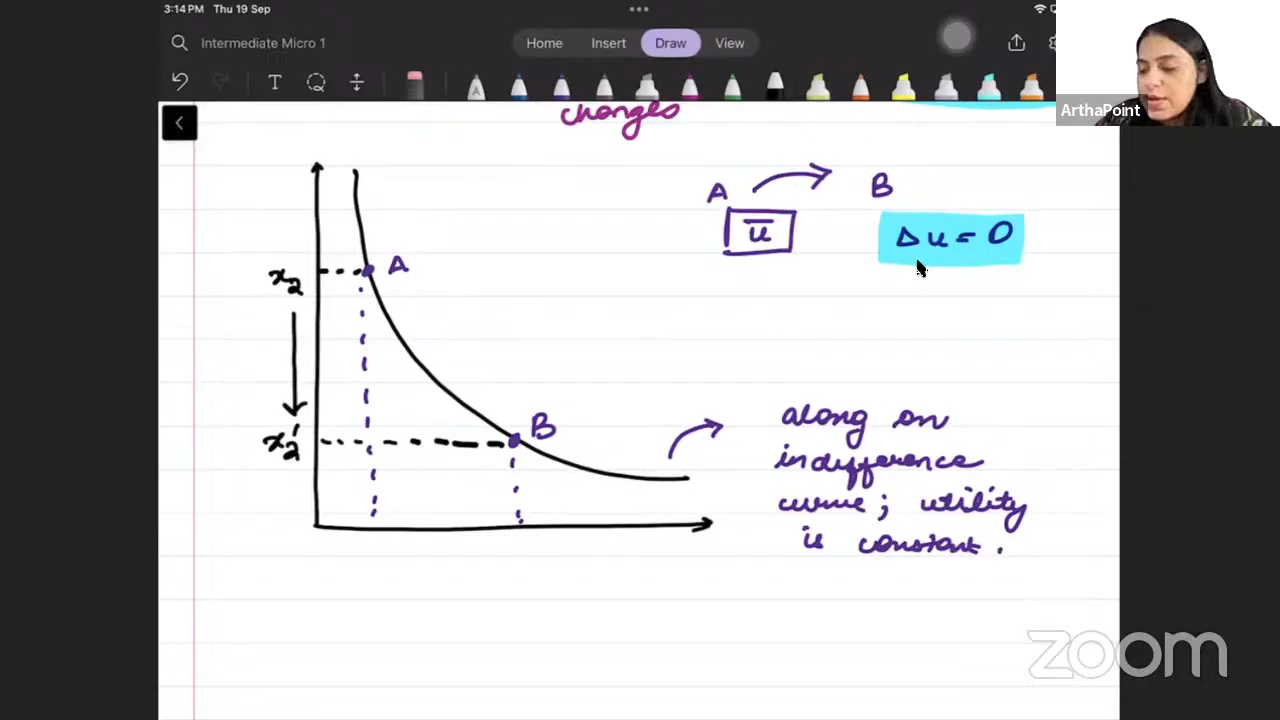 3:14 PM Thu 19 Sep
Intermediate Micro 1
Home Insert Draw View
T
A
ArthaPoint
changes
A B
u̅
Δu = 0
x₂
A
x₂'
B
along an
indifference
curve; utility
is constant.
zoom